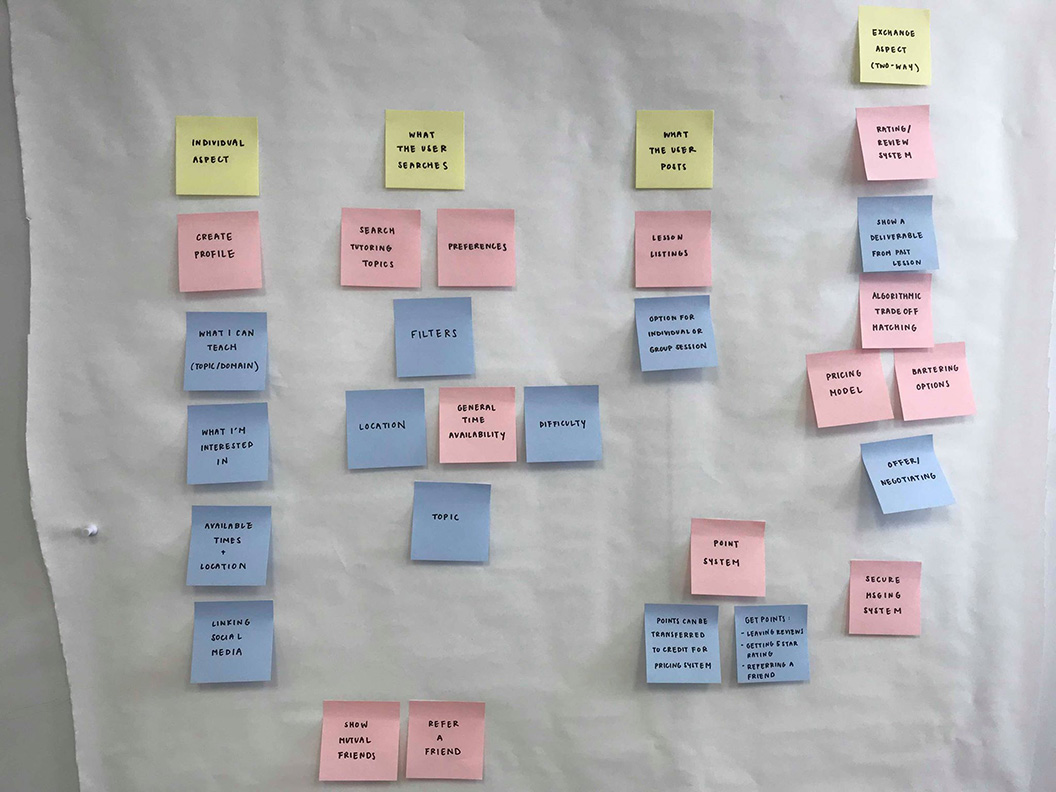 INDIVIDUAL
ASPECT
CREATE
PROFILE
WHAT I CAN
TEACH
(TOPIC/DOMAIN)
WHAT I'M
INTERESTED
IN
AVAILABLE
TIMES
+
LOCATION
LINKING
SOCIAL
MEDIA
WHAT
THE USER
SEARCHES
SEARCH
TUTORING
TOPICS
PREFERENCES
FILTERS
LOCATION
GENERAL
TIME
AVAILABILITY
DIFFICULTY
TOPIC
SHOW
MUTUAL
FRIENDS
REFER
A
FRIEND
WHAT
THE USER
POSTS
LESSON
LISTINGS
OPTION FOR
INDIVIDUAL OR
GROUP SESSION
POINT
SYSTEM
POINTS CAN BE
TRANSFERRED
TO CREDIT FOR
PRICING SYSTEM
GET POINTS:
- LEAVING REVIEWS
- GETTING 5 STAR
RATING
- REFERRING A
FRIEND
EXCHANGE
ASPECT
(TWO-WAY)
RATING/
REVIEW
SYSTEM
SHOW A
DELIVERABLE
FROM PAST
LESSON
ALGORITHMIC
TRADEOFF
MATCHING
PRICING
MODEL
BARTERING
OPTIONS
OFFER/
NEGOTIATING
SECURE
MSGING
SYSTEM